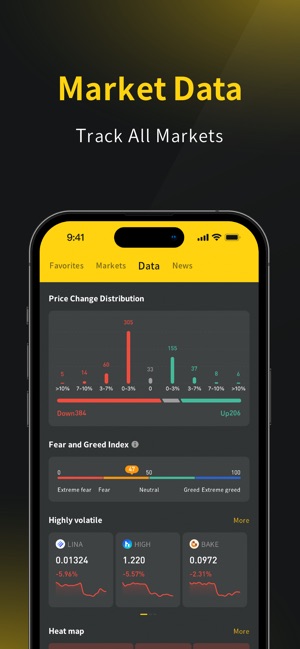 Market Data
Track All Markets
9:41
Favorites Markets Data News
Price Change Distribution
5 14 68 303 33 155 37 8 6
>10% 7-10% 3-7% 0-3% 0 0-3% 3-7% 7-10% >10%
Down384 Up206
Fear and Greed Index
47
0 50 100
Extreme fear Fear Neutral Greed Extreme greed
Highly volatile More
LINA HIGH BAKE
0.01324 1.220 0.0972
-5.96% -5.57% -2.31%
Heat map More